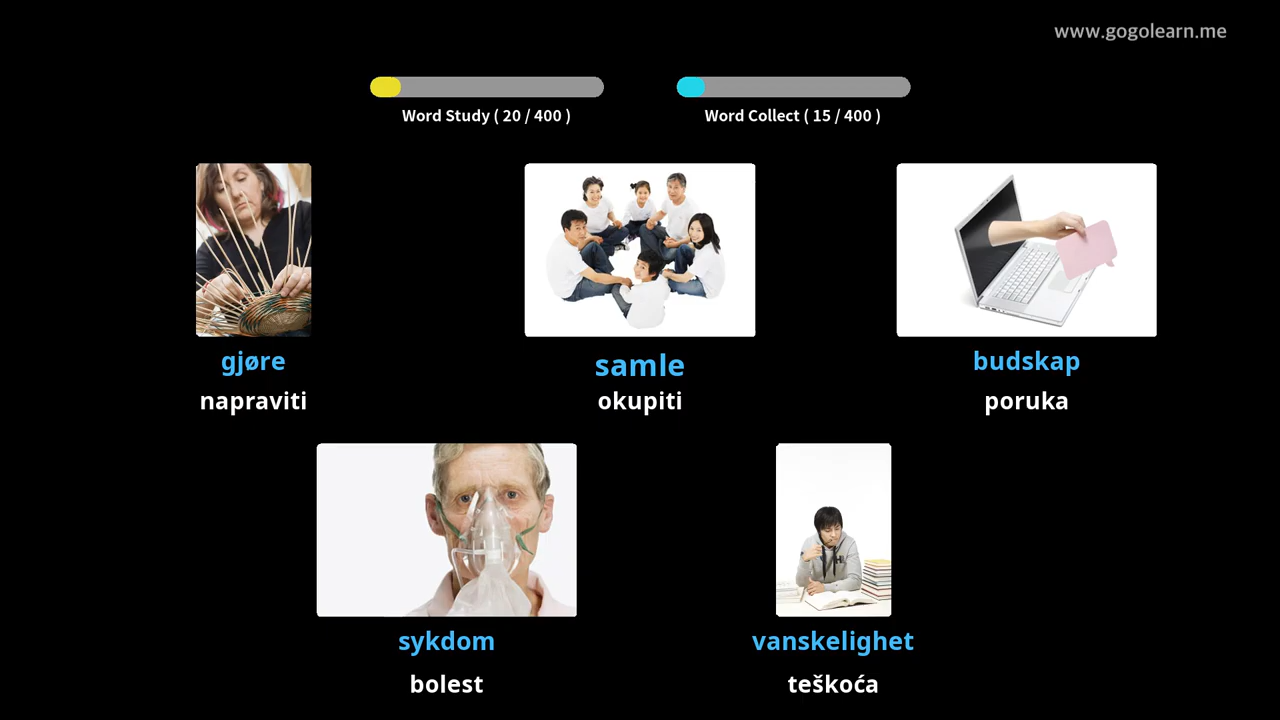 www.gogolearn.me
Word Study ( 20 / 400 )
Word Collect ( 15 / 400 )
gjøre
napraviti
samle
okupiti
budskap
poruka
sykdom
bolest
vanskelighet
teškoća